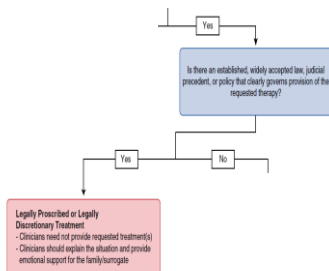 Yes
Is there an established, widely accepted law, judicial
precedent, or policy that clearly governs provision of the
requested therapy?
Yes
No
Legally Proscribed or Legally
Discretionary Treatment
- Clinicians need not provide requested treatment(s)
- Clinicians should explain the situation and provide
emotional support for the family/surrogate